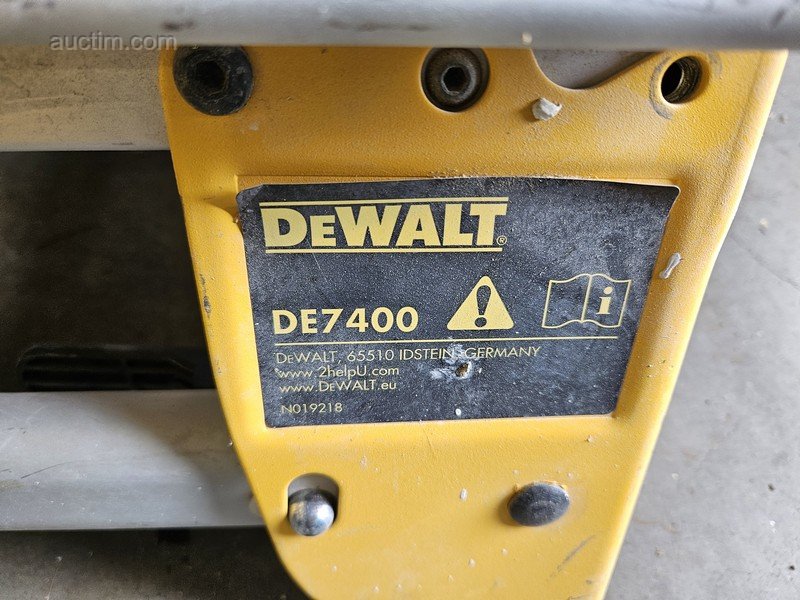 auctim.com
DEWALT®
DE7400
i
DEWALT, 65510 IDSTEIN, GERMANY
www.2helpU.com
www.DEWALT.eu
N019218